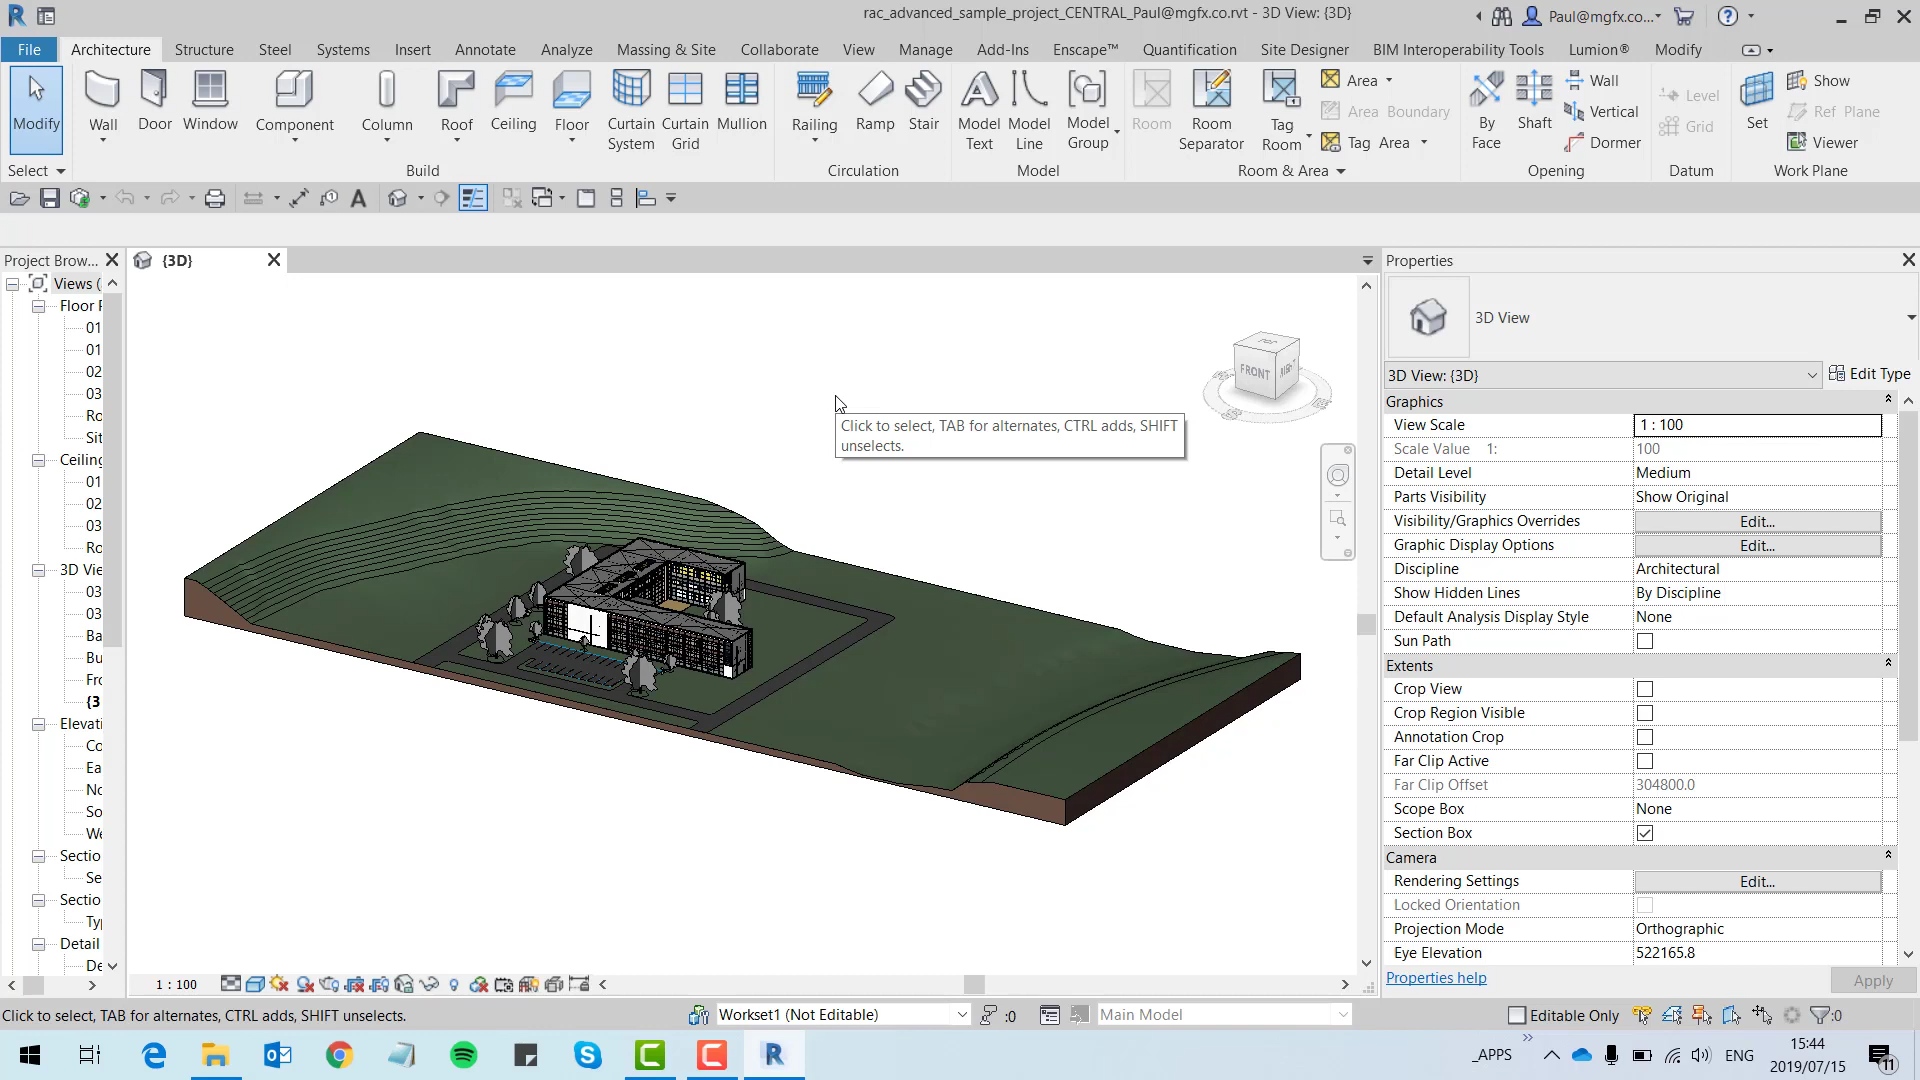 rac_advanced_sample_project_CENTRAL_Paul@mgfx.co.rvt - 3D View: {3D}
Paul@mgfx.co...
File Architecture Structure Steel Systems Insert Annotate Analyze Massing & Site Collaborate View Manage Add-Ins Enscape™ Quantification Site Designer BIM Interoperability Tools Lumion® Modify
Modify
Wall
Door
Window
Component
Column
Roof
Ceiling
Floor
Curtain System
Curtain Grid
Mullion
Railing
Ramp
Stair
Model Text
Model Line
Model Group
Room
Room Separator
Tag Room
Area
Area Boundary
Tag Area
By Face
Shaft
Wall
Vertical
Dormer
Level
Grid
Set
Show
Ref Plane
Viewer
Select
Build
Circulation
Model
Room & Area
Opening
Datum
Work Plane
Project Brow...
{3D}
Properties
Views (
Floor P
01
01
02
03
Ro
Sit
Ceiling
01
02
03
Ro
3D Vie
03
03
Ba
Bu
Fro
{3
Elevati
Co
Ea
No
So
We
Sectio
Se
Sectio
Typ
Detail
De
FRONT
Click to select, TAB for alternates, CTRL adds, SHIFT
unselects.
3D View
3D View: {3D}
Edit Type
Graphics
View Scale 1 : 100
Scale Value 1: 100
Detail Level Medium
Parts Visibility Show Original
Visibility/Graphics Overrides Edit...
Graphic Display Options Edit...
Discipline Architectural
Show Hidden Lines By Discipline
Default Analysis Display Style None
Sun Path
Extents
Crop View
Crop Region Visible
Annotation Crop
Far Clip Active
Far Clip Offset 304800.0
Scope Box None
Section Box
Camera
Rendering Settings Edit...
Locked Orientation
Projection Mode Orthographic
Eye Elevation 522165.8
Properties help
Apply
1 : 100
Click to select, TAB for alternates, CTRL adds, SHIFT unselects.
Workset1 (Not Editable)
:0
Main Model
Editable Only
:0
_APPS
ENG
15:44
2019/07/15
11